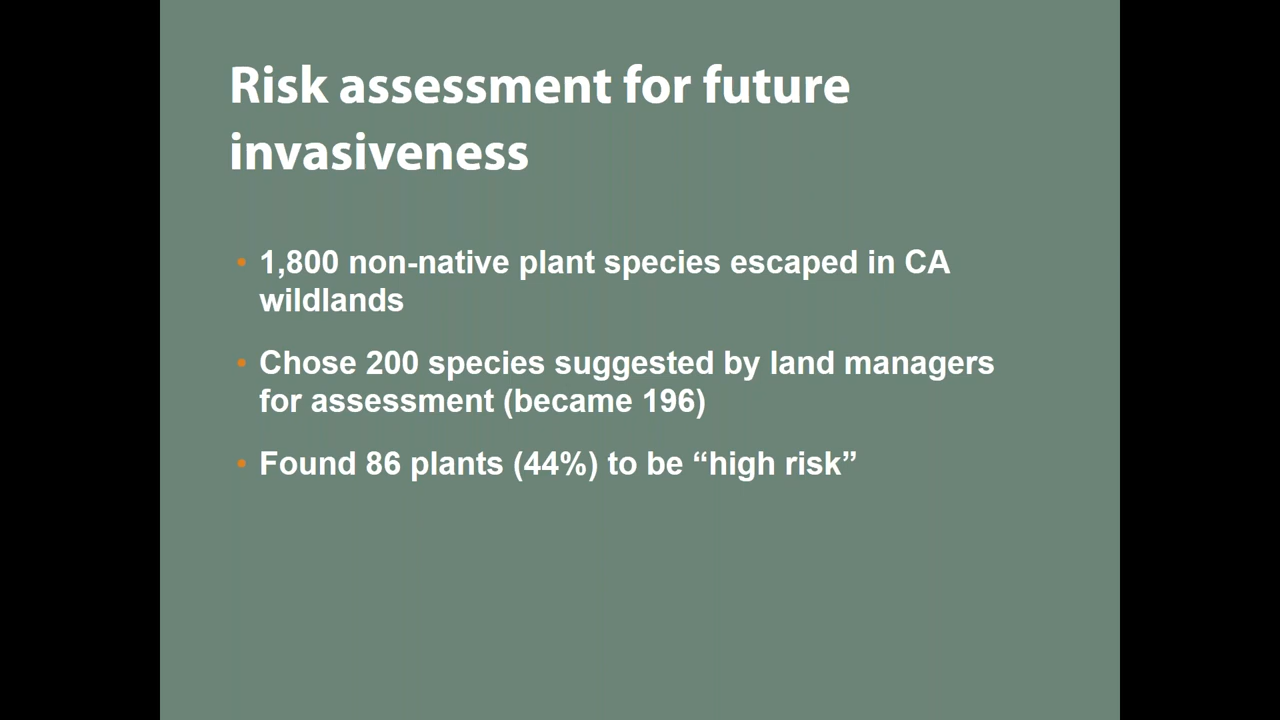 Risk assessment for future
invasiveness
• 1,800 non-native plant species escaped in CA
wildlands
• Chose 200 species suggested by land managers
for assessment (became 196)
• Found 86 plants (44%) to be “high risk”